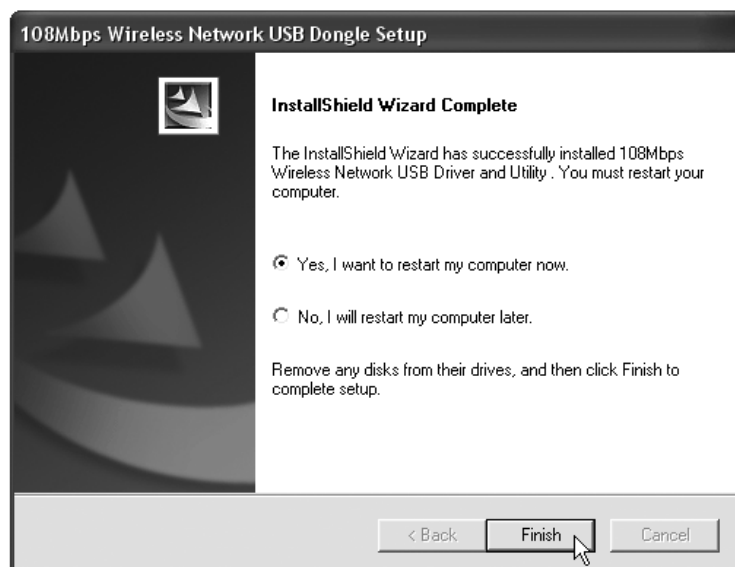 108Mbps Wireless Network USB Dongle Setup
InstallShield Wizard Complete
The InstallShield Wizard has successfully installed 108Mbps
Wireless Network USB Driver and Utility . You must restart your
computer.
Yes, I want to restart my computer now.
No, I will restart my computer later.
Remove any disks from their drives, and then click Finish to
complete setup.
< Back Finish Cancel